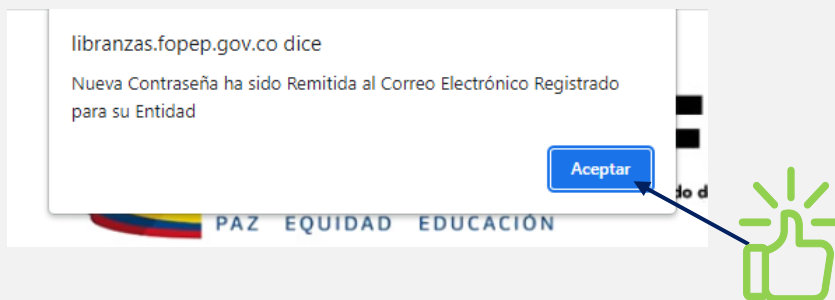 libranzas.fopep.gov.co dice
Nueva Contraseña ha sido Remitida al Correo Electrónico Registrado
para su Entidad
Aceptar
do d
PAZ EQUIDAD EDUCACIÓN